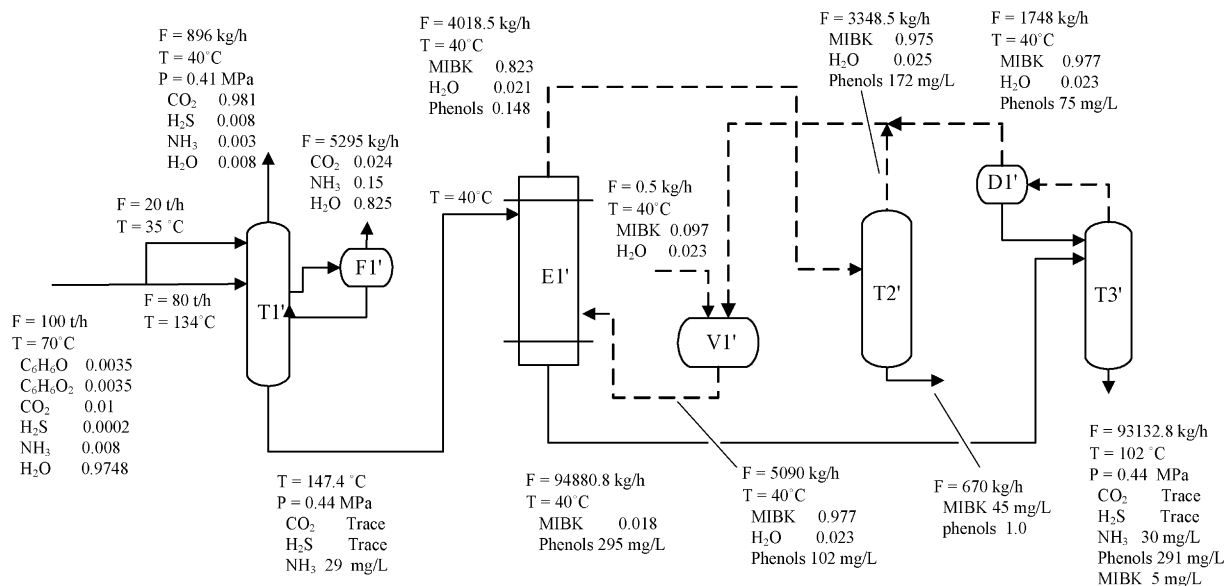 F = 896 kg/h
T = 40°C
P = 0.41 MPa
CO₂ 0.981
H₂S 0.008
NH₃ 0.003
H₂O 0.008
F = 5295 kg/h
CO₂ 0.024
NH₃ 0.15
H₂O 0.825
F = 4018.5 kg/h
T = 40°C
MIBK 0.823
H₂O 0.021
Phenols 0.148
F = 3348.5 kg/h
MIBK 0.975
H₂O 0.025
Phenols 172 mg/L
F = 1748 kg/h
T = 40°C
MIBK 0.977
H₂O 0.023
Phenols 75 mg/L
F = 20 t/h
T = 35 °C
F = 80 t/h
T = 134°C
F = 100 t/h
T = 70°C
C₆H₆O 0.0035
C₆H₆O₂ 0.0035
CO₂ 0.01
H₂S 0.0002
NH₃ 0.008
H₂O 0.9748
T1'
F1'
T = 40°C
E1'
F = 0.5 kg/h
T = 40°C
MIBK 0.097
H₂O 0.023
V1'
T2'
D1'
T3'
T = 147.4 °C
P = 0.44 MPa
CO₂ Trace
H₂S Trace
NH₃ 29 mg/L
F = 94880.8 kg/h
T = 40°C
MIBK 0.018
Phenols 295 mg/L
F = 5090 kg/h
T = 40°C
MIBK 0.977
H₂O 0.023
Phenols 102 mg/L
F = 670 kg/h
MIBK 45 mg/L
phenols 1.0
F = 93132.8 kg/h
T = 102 °C
P = 0.44 MPa
CO₂ Trace
H₂S Trace
NH₃ 30 mg/L
Phenols 291 mg/L
MIBK 5 mg/L